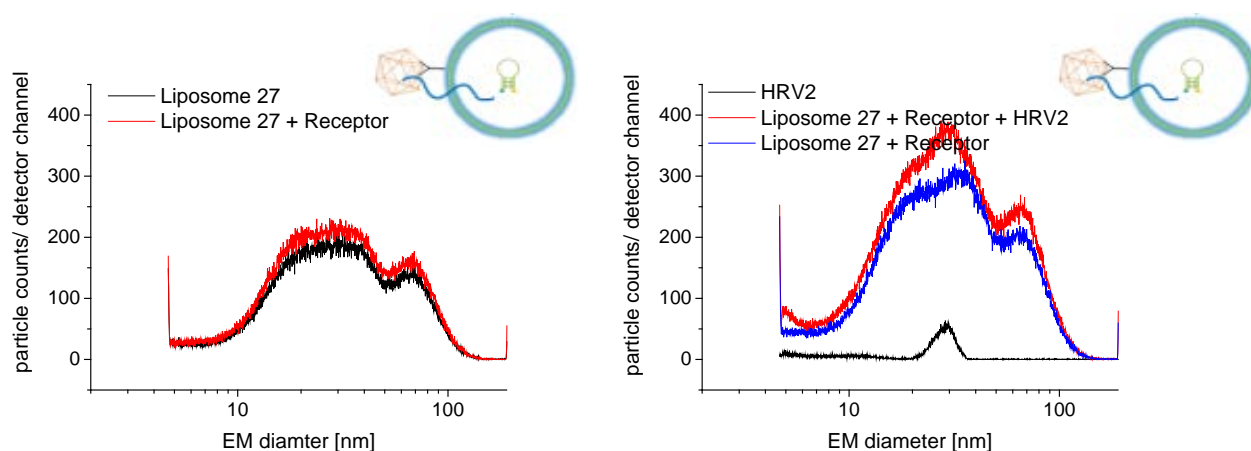 Liposome 27
Liposome 27 + Receptor
particle counts/ detector channel
400
300
200
100
0
10
100
EM diamter [nm]
HRV2
Liposome 27 + Receptor + HRV2
Liposome 27 + Receptor
particle counts/ detector channel
400
300
200
100
0
10
100
EM diameter [nm]